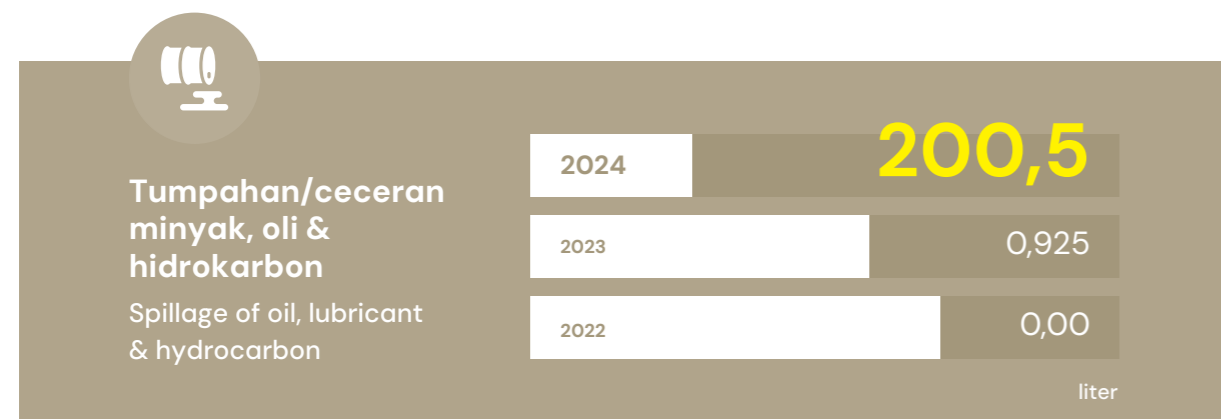 Tumpahan/ceceran
minyak, oli &
hidrokarbon
Spillage of oil, lubricant
& hydrocarbon
2024 200,5
2023 0,925
2022 0,00
liter